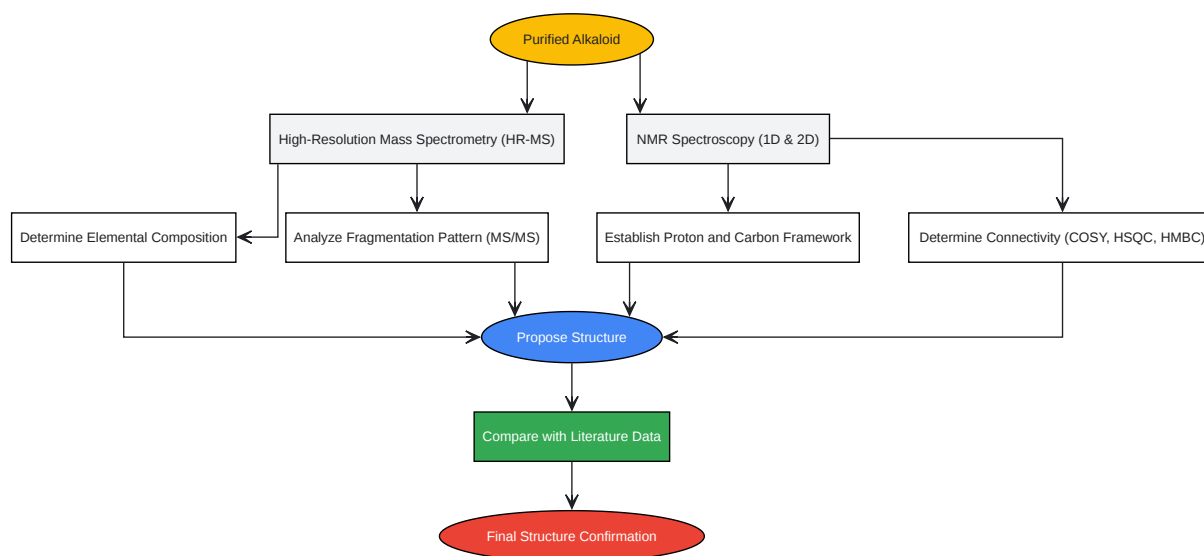 Purified Alkaloid
High-Resolution Mass Spectrometry (HR-MS)
NMR Spectroscopy (1D & 2D)
Determine Elemental Composition
Analyze Fragmentation Pattern (MS/MS)
Establish Proton and Carbon Framework
Determine Connectivity (COSY, HSQC, HMBC)
Propose Structure
Compare with Literature Data
Final Structure Confirmation